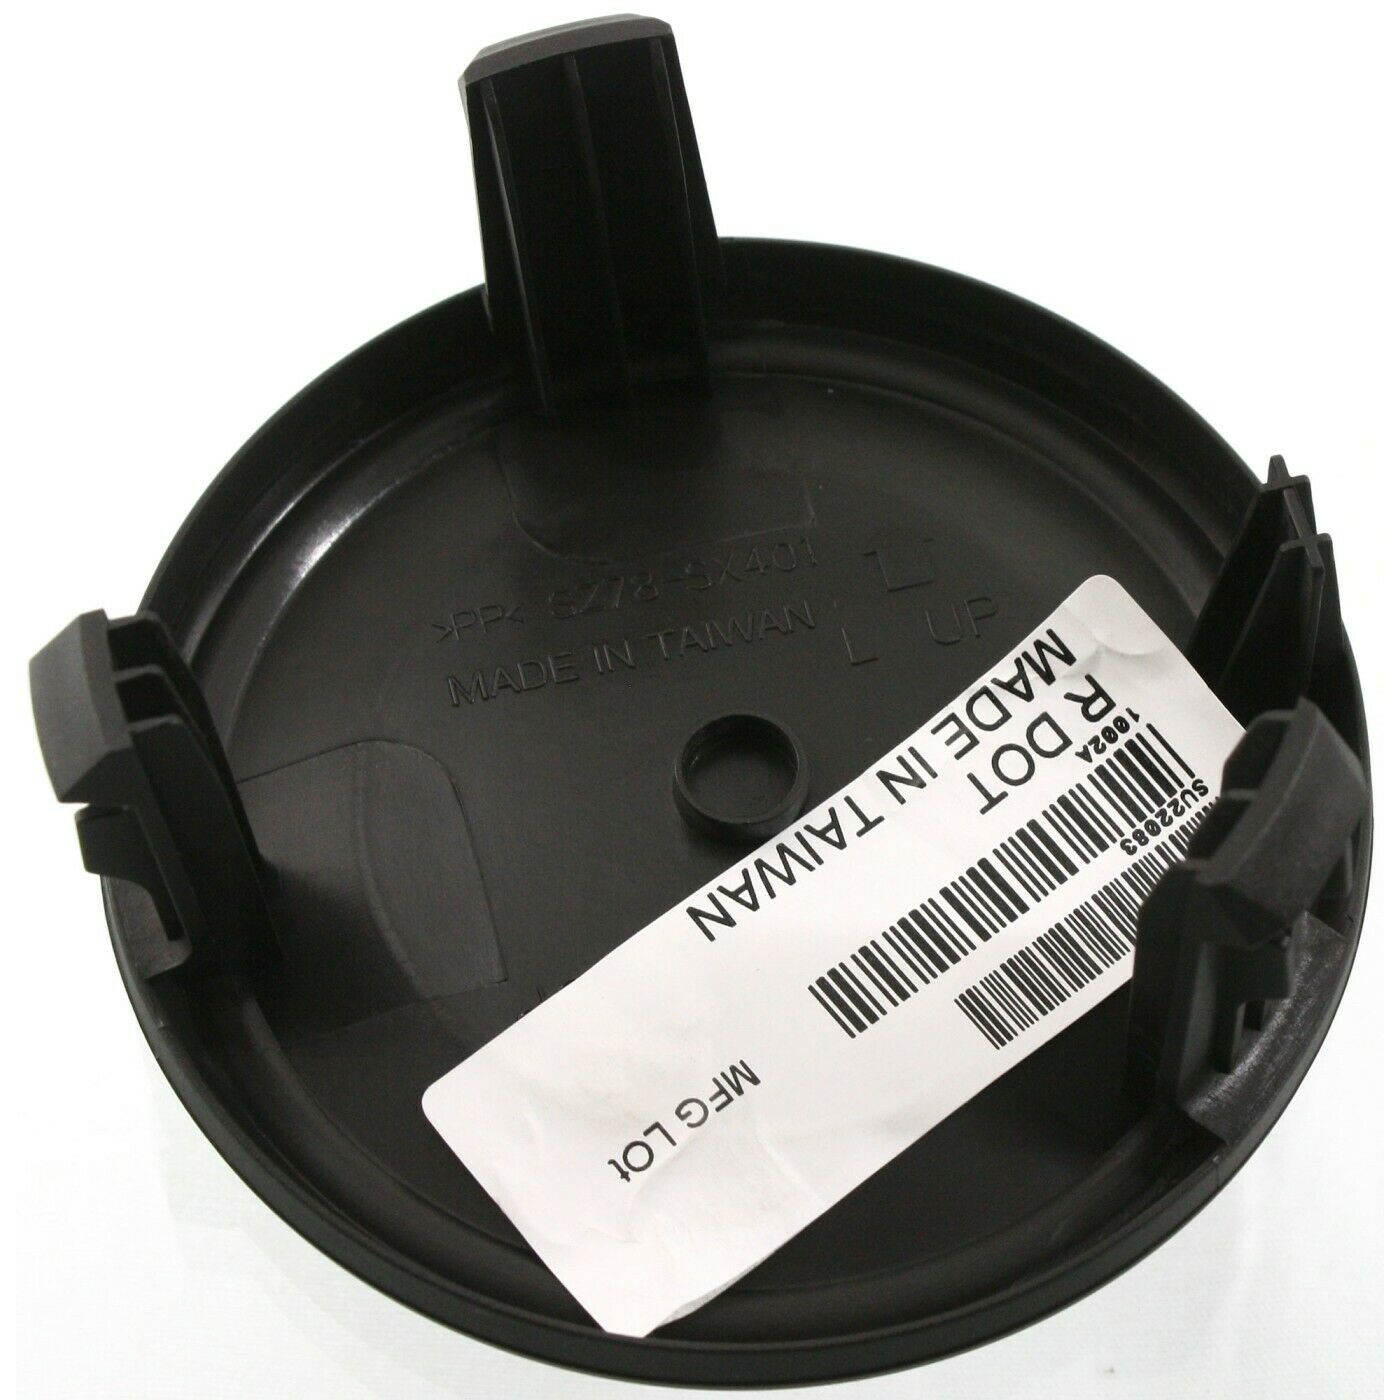 >PP< SZ78-SX401
MADE IN TAIWAN
L UP
MADE IN TAIWAN
R DOT
1002A
SU22083
MFG LOt